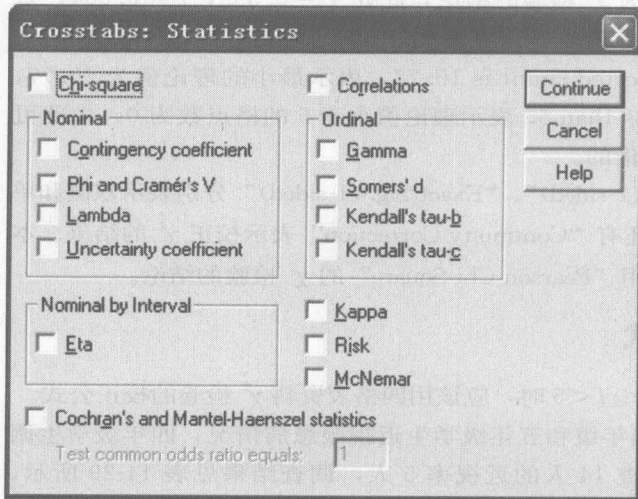 Crosstabs: Statistics
Chi-square
Correlations
Continue
Nominal
Ordinal
Cancel
Contingency coefficient
Gamma
Help
Phi and Cramér's V
Somers' d
Lambda
Kendall's tau-b
Uncertainty coefficient
Kendall's tau-c
Nominal by Interval
Kappa
Eta
Risk
McNemar
Cochran's and Mantel-Haenszel statistics
Test common odds ratio equals:
1